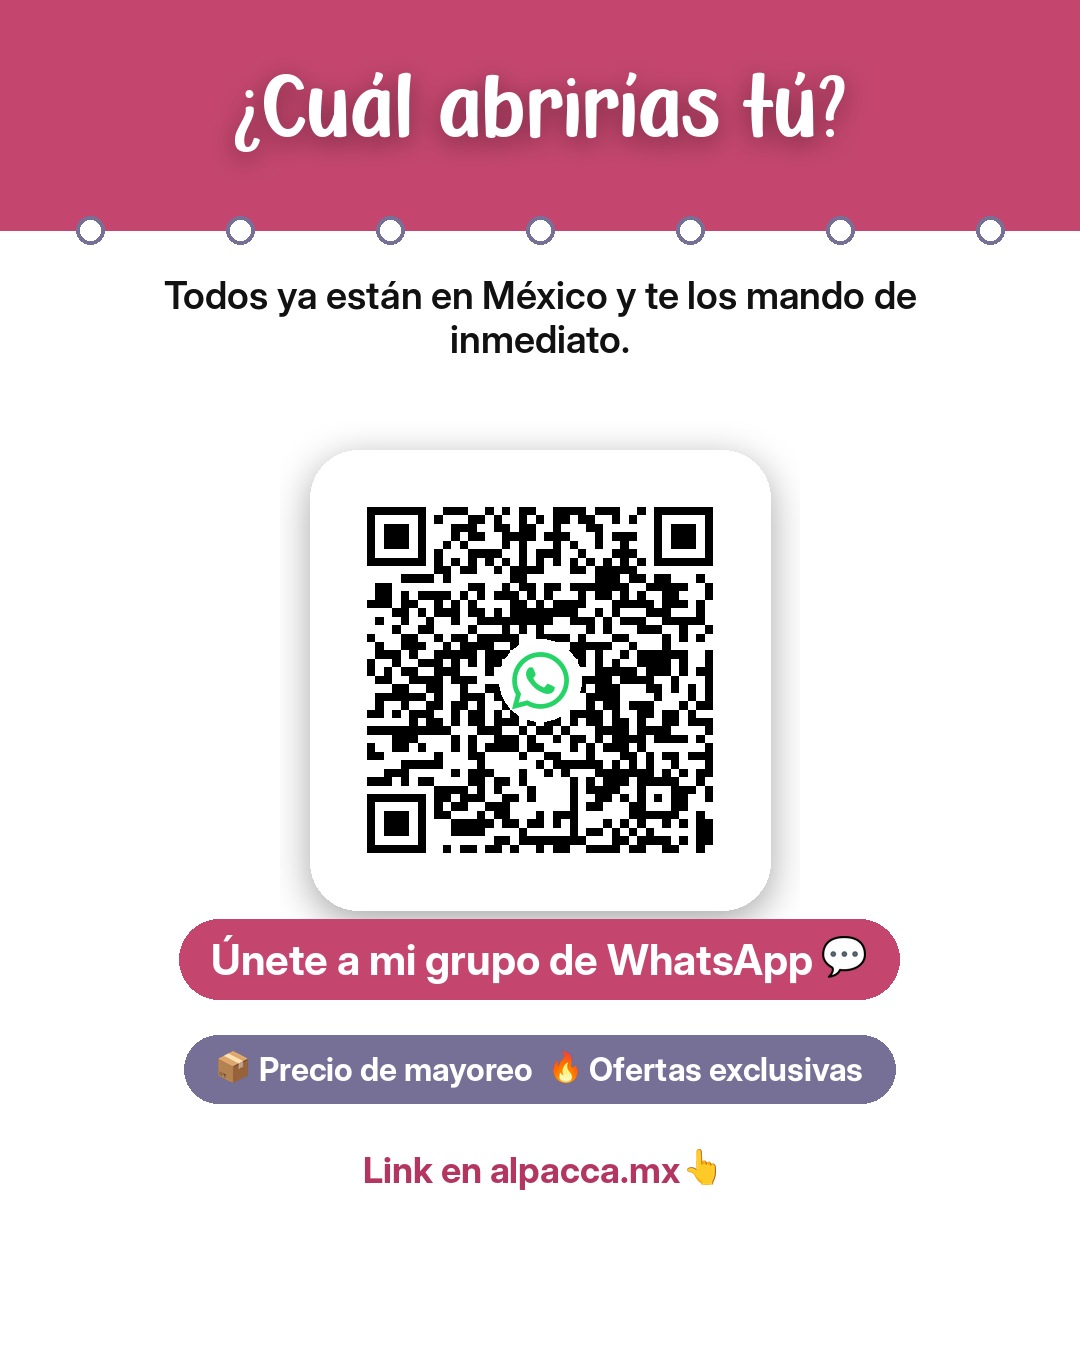 ¿Cuál abrirías tú?
Todos ya están en México y te los mando de
inmediato.
Únete a mi grupo de WhatsApp 💬
📦 Precio de mayoreo 🔥 Ofertas exclusivas
Link en alpacca.mx 👆